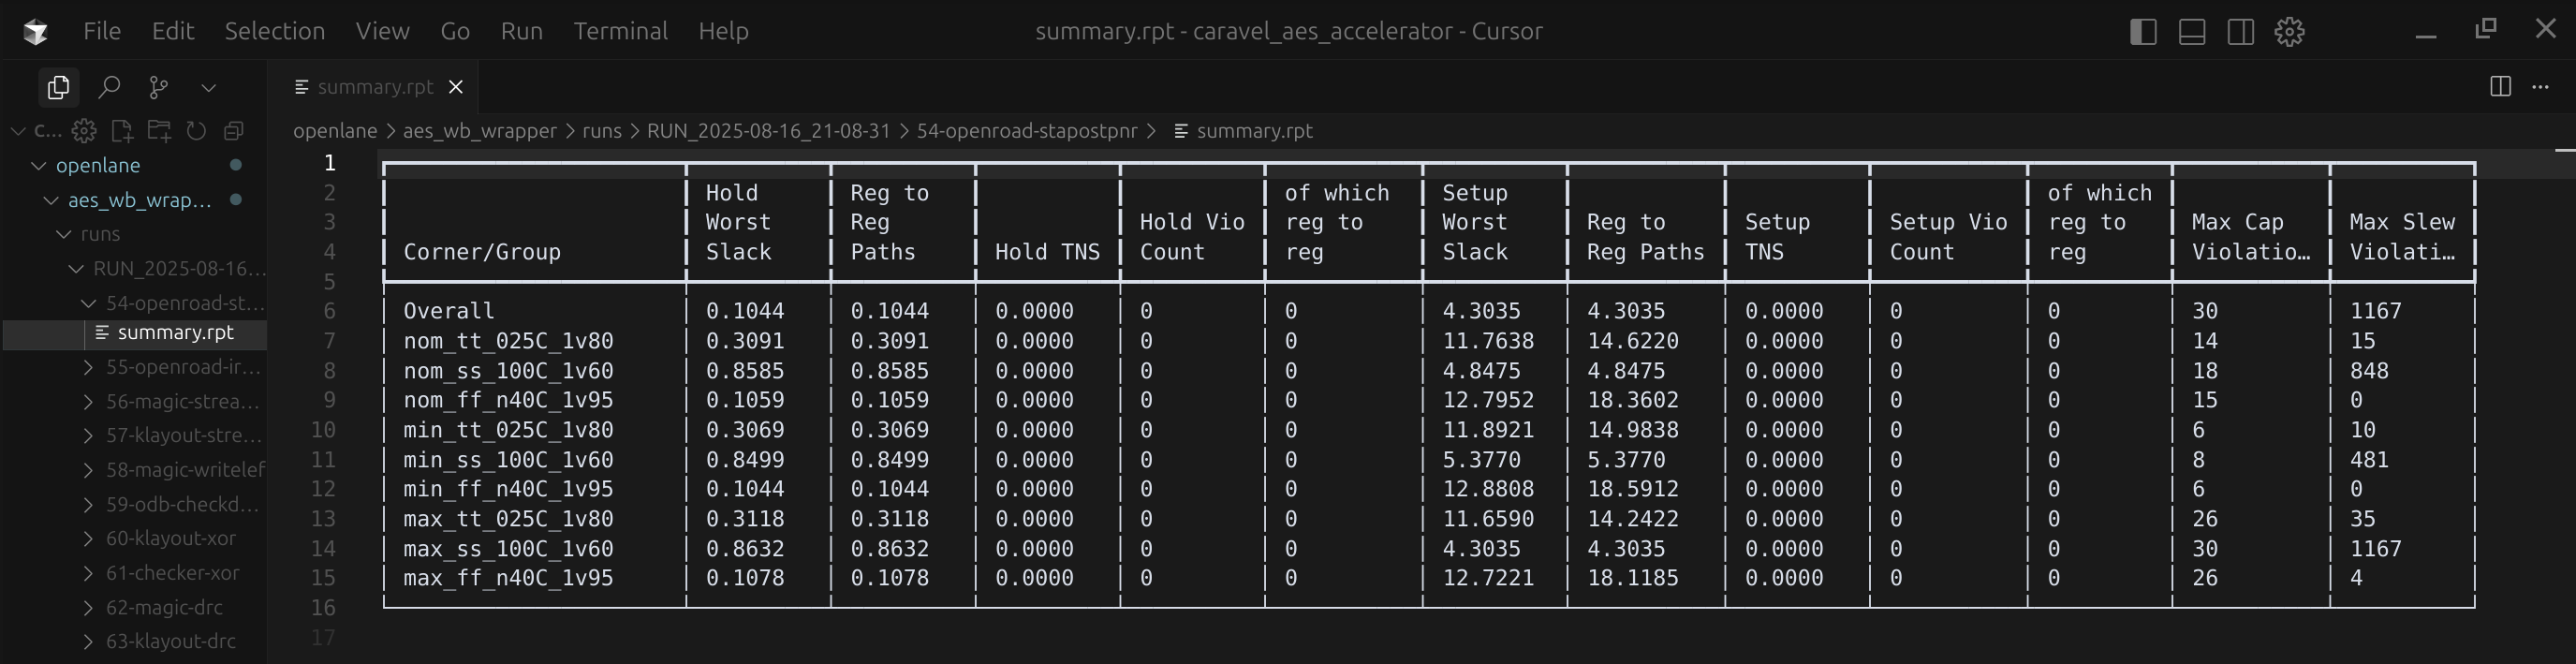 File Edit Selection View Go Run Terminal Help summary.rpt - caravel_aes_accelerator - Cursor
summary.rpt
C...
openlane > aes_wb_wrapper > runs > RUN_2025-08-16_21-08-31 > 54-openroad-stapostpnr > summary.rpt
openlane
aes_wb_wrap...
runs
RUN_2025-08-16...
54-openroad-st...
summary.rpt
55-openroad-ir...
56-magic-strea...
57-klayout-stre...
58-magic-writelef
59-odb-checkd...
60-klayout-xor
61-checker-xor
62-magic-drc
63-klayout-drc
1
2 Hold Reg to of which Setup of which
3 Worst Reg Hold Vio reg to Worst Reg to Setup Setup Vio reg to Max Cap Max Slew
4 Corner/Group Slack Paths Hold TNS Count reg Slack Reg Paths TNS Count reg Violatio… Violati…
5
6 Overall 0.1044 0.1044 0.0000 0 0 4.3035 4.3035 0.0000 0 0 30 1167
7 nom_tt_025C_1v80 0.3091 0.3091 0.0000 0 0 11.7638 14.6220 0.0000 0 0 14 15
8 nom_ss_100C_1v60 0.8585 0.8585 0.0000 0 0 4.8475 4.8475 0.0000 0 0 18 848
9 nom_ff_n40C_1v95 0.1059 0.1059 0.0000 0 0 12.7952 18.3602 0.0000 0 0 15 0
10 min_tt_025C_1v80 0.3069 0.3069 0.0000 0 0 11.8921 14.9838 0.0000 0 0 6 10
11 min_ss_100C_1v60 0.8499 0.8499 0.0000 0 0 5.3770 5.3770 0.0000 0 0 8 481
12 min_ff_n40C_1v95 0.1044 0.1044 0.0000 0 0 12.8808 18.5912 0.0000 0 0 6 0
13 max_tt_025C_1v80 0.3118 0.3118 0.0000 0 0 11.6590 14.2422 0.0000 0 0 26 35
14 max_ss_100C_1v60 0.8632 0.8632 0.0000 0 0 4.3035 4.3035 0.0000 0 0 30 1167
15 max_ff_n40C_1v95 0.1078 0.1078 0.0000 0 0 12.7221 18.1185 0.0000 0 0 26 4
16
17